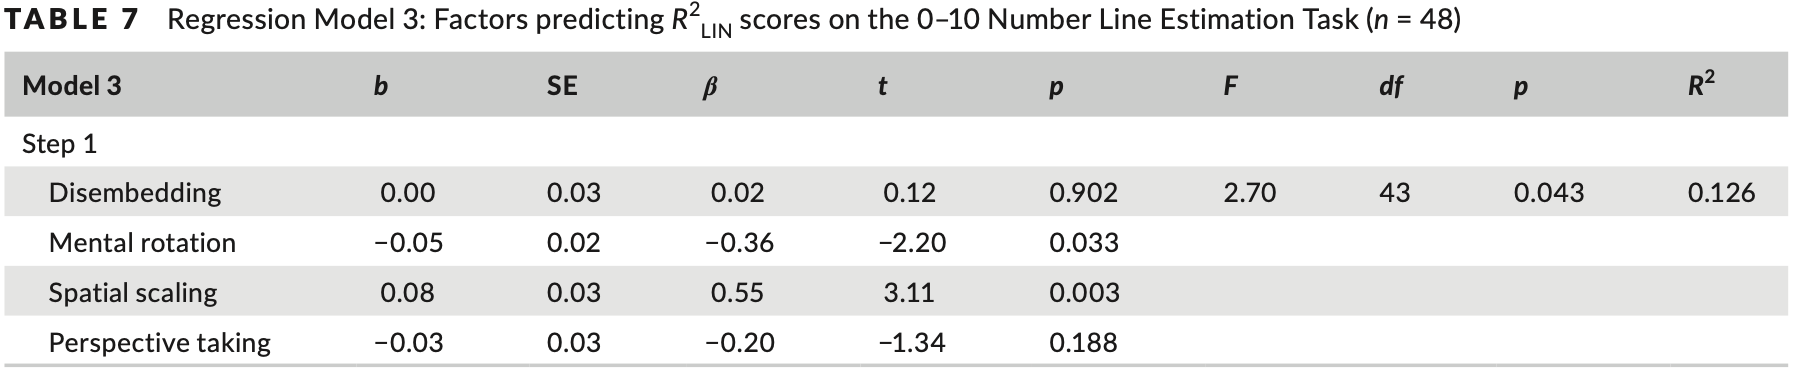 TABLE 7 Regression Model 3: Factors predicting R²LIN scores on the 0–10 Number Line Estimation Task (n = 48)
Model 3 b SE β t p F df p R²
Step 1
Disembedding 0.00 0.03 0.02 0.12 0.902 2.70 43 0.043 0.126
Mental rotation −0.05 0.02 −0.36 −2.20 0.033
Spatial scaling 0.08 0.03 0.55 3.11 0.003
Perspective taking −0.03 0.03 −0.20 −1.34 0.188